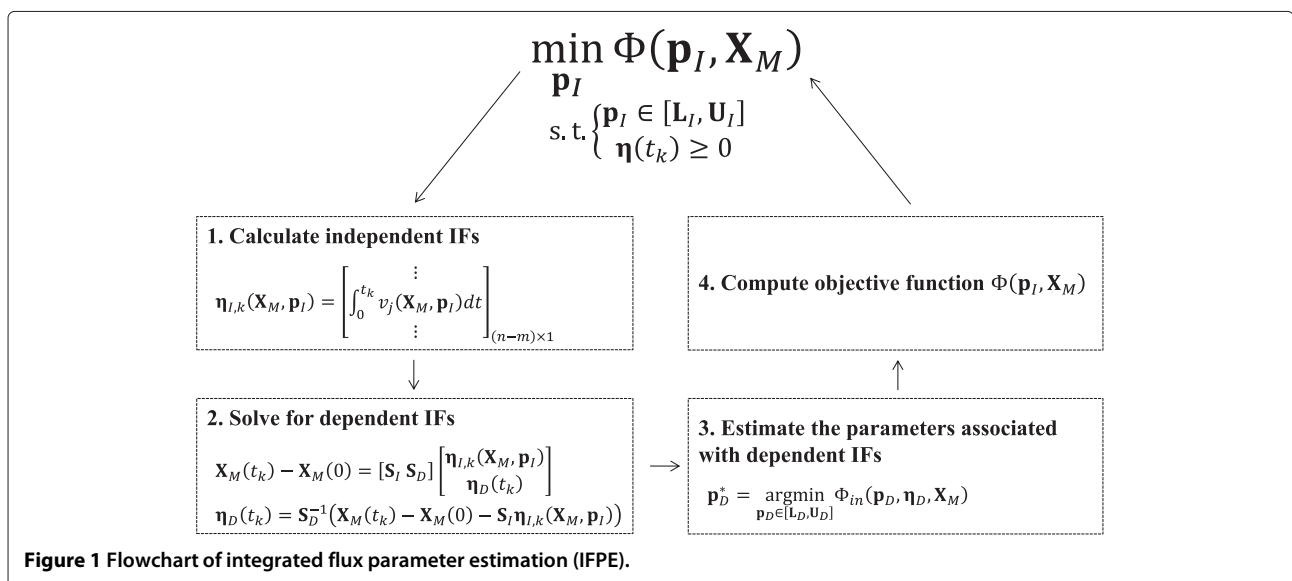 min Φ(𝐩_I, 𝐗_M)
𝐩_I
s. t. { 𝐩_I ∈ [𝐋_I, 𝐔_I]
𝛈(t_k) ≥ 0
1. Calculate independent IFs
𝛈_{I,k}(𝐗_M, 𝐩_I) = [ ⋮ ∫_0^{t_k} v_j(𝐗_M, 𝐩_I)dt ⋮ ]_{(n−m)×1}
2. Solve for dependent IFs
𝐗_M(t_k) − 𝐗_M(0) = [𝐒_I 𝐒_D] [ 𝛈_{I,k}(𝐗_M, 𝐩_I) 𝛈_D(t_k) ]
𝛈_D(t_k) = 𝐒_D^{−1}(𝐗_M(t_k) − 𝐗_M(0) − 𝐒_I𝛈_{I,k}(𝐗_M, 𝐩_I))
3. Estimate the parameters associated
with dependent IFs
𝐩_D^* = argmin Φ_{in}(𝐩_D, 𝛈_D, 𝐗_M)
𝐩_D∈[𝐋_D,𝐔_D]
4. Compute objective function Φ(𝐩_I, 𝐗_M)
Figure 1 Flowchart of integrated flux parameter estimation (IFPE).